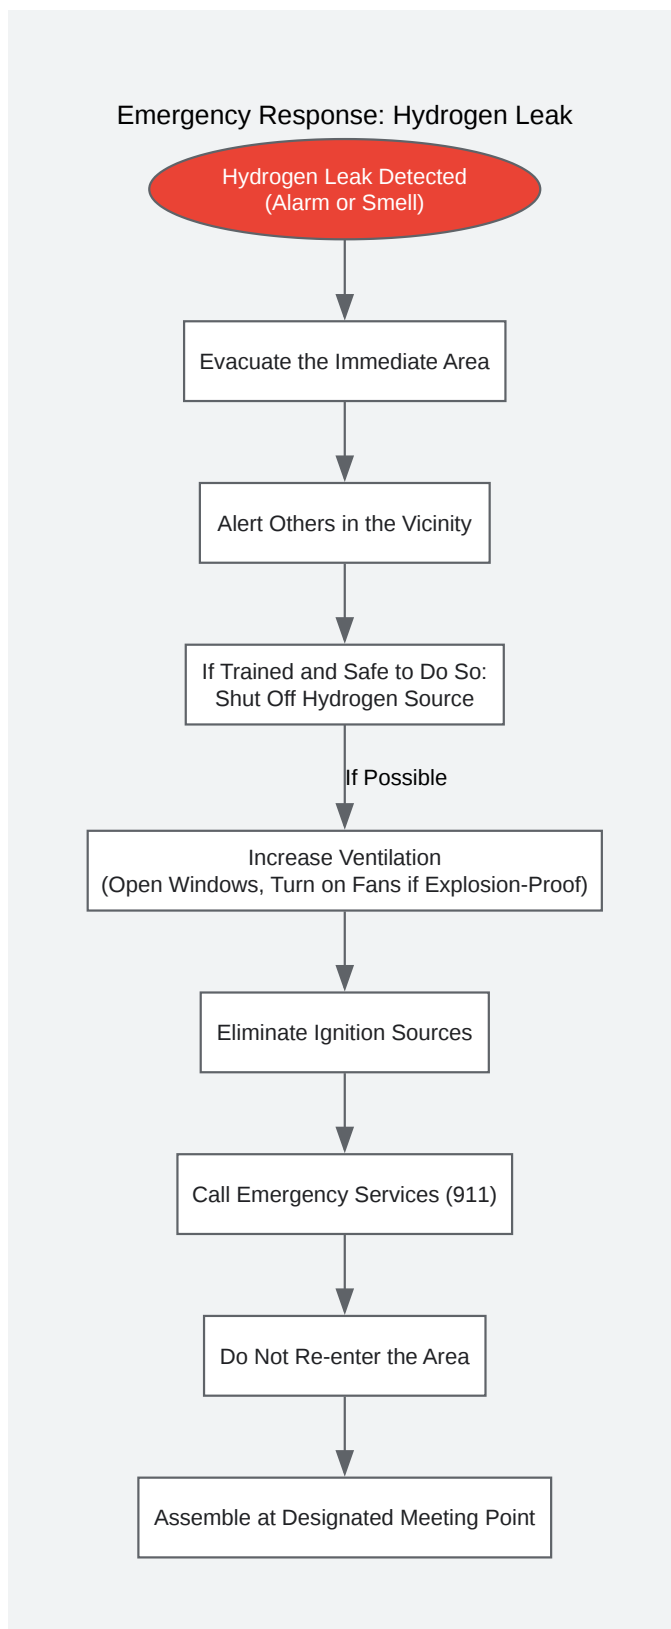 Emergency Response: Hydrogen Leak
Hydrogen Leak Detected
(Alarm or Smell)
Evacuate the Immediate Area
Alert Others in the Vicinity
If Trained and Safe to Do So:
Shut Off Hydrogen Source
If Possible
Increase Ventilation
(Open Windows, Turn on Fans if Explosion-Proof)
Eliminate Ignition Sources
Call Emergency Services (911)
Do Not Re-enter the Area
Assemble at Designated Meeting Point